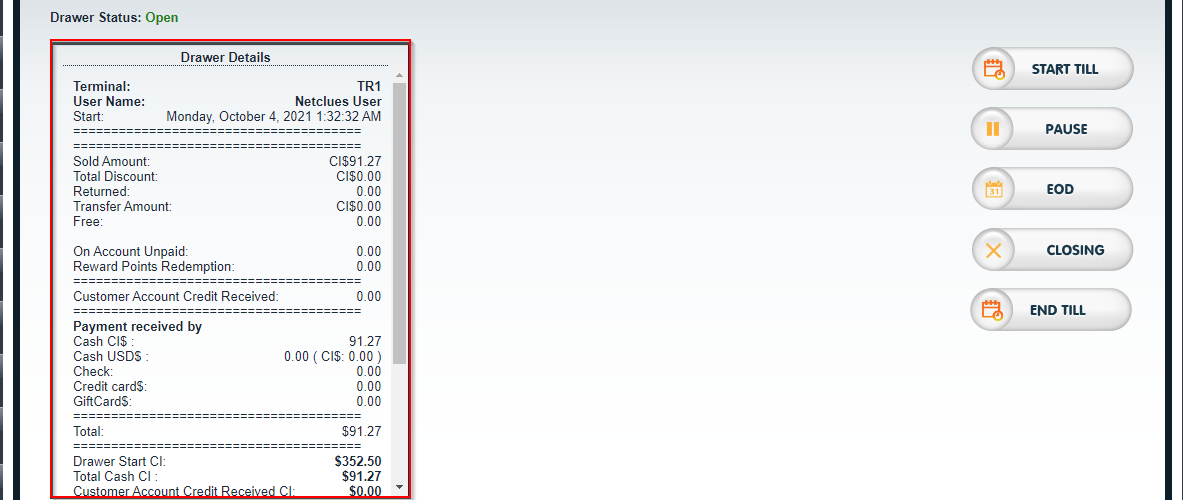 Drawer Status: Open
Drawer Details
Terminal: TR1
User Name: Netclues User
Start: Monday, October 4, 2021 1:32:32 AM
======================================
======================================
Sold Amount: CI$91.27
Total Discount: CI$0.00
Returned: 0.00
Transfer Amount: CI$0.00
Free: 0.00
On Account Unpaid: 0.00
Reward Points Redemption: 0.00
======================================
Customer Account Credit Received: 0.00
======================================
Payment received by
Cash CI$ : 91.27
Cash USD$ : 0.00 ( CI$: 0.00 )
Check: 0.00
Credit card$: 0.00
GiftCard$: 0.00
======================================
Total: $91.27
======================================
Drawer Start CI: $352.50
Total Cash CI : $91.27
Customer Account Credit Received CI: $0.00
START TILL
PAUSE
31 EOD
CLOSING
END TILL